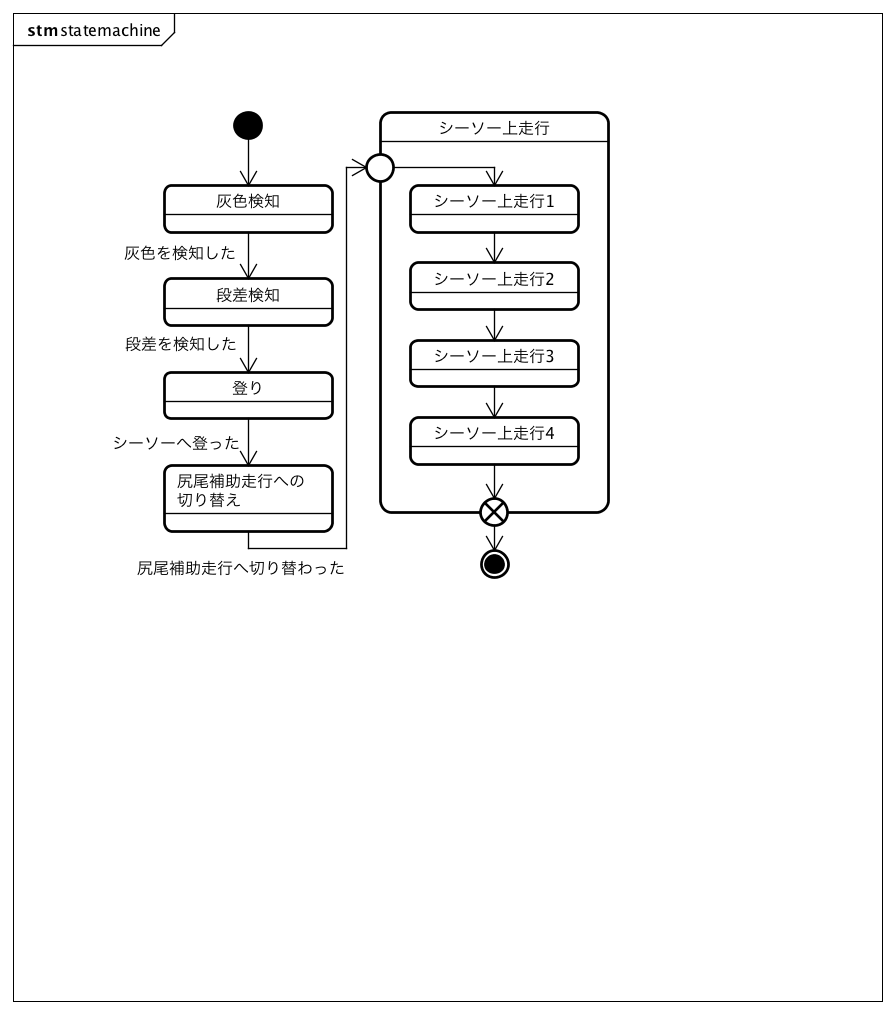 stm statemachine
灰色検知
灰色を検知した
段差検知
段差を検知した
登り
シーソーへ登った
尻尾補助走行への
切り替え
尻尾補助走行へ切り替わった
シーソー上走行
シーソー上走行1
シーソー上走行2
シーソー上走行3
シーソー上走行4